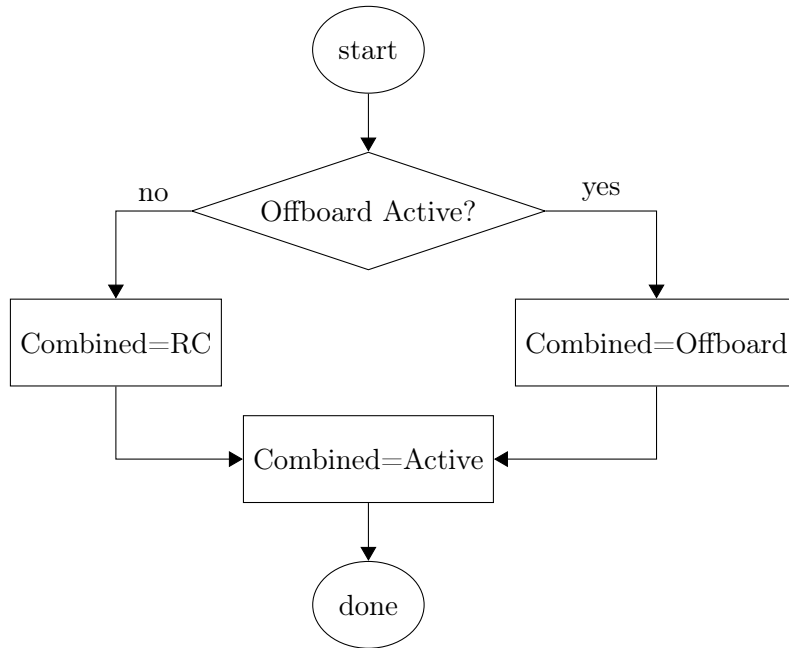 start
Offboard Active?
no
yes
Combined=RC
Combined=Offboard
Combined=Active
done